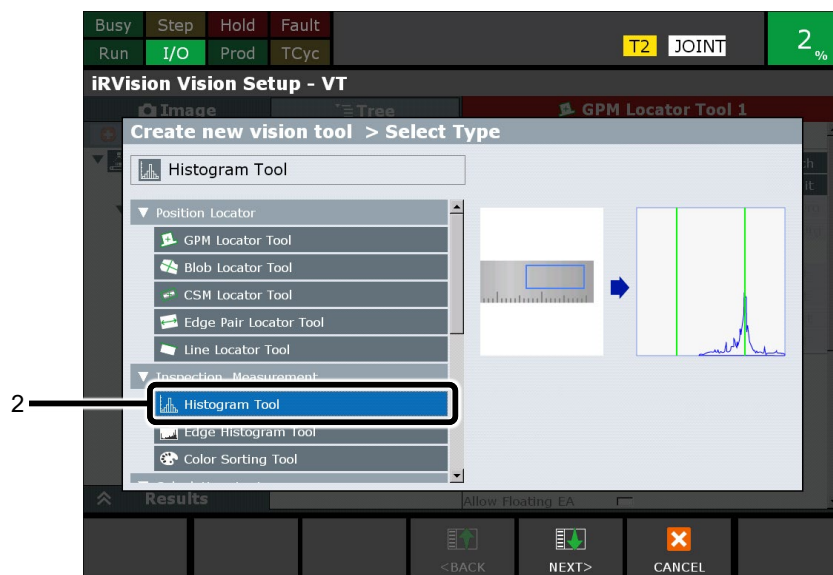 Busy Step Hold Fault
Run I/O Prod TCyc
T2 JOINT
2 %
iRVision Vision Setup - VT
Image Tree GPM Locator Tool 1
Create new vision tool > Select Type
Histogram Tool
Position Locator
GPM Locator Tool
Blob Locator Tool
CSM Locator Tool
Edge Pair Locator Tool
Line Locator Tool
Inspection, Measurement
2
Histogram Tool
Edge Histogram Tool
Color Sorting Tool
Results
Allow Floating EA
<BACK NEXT> CANCEL